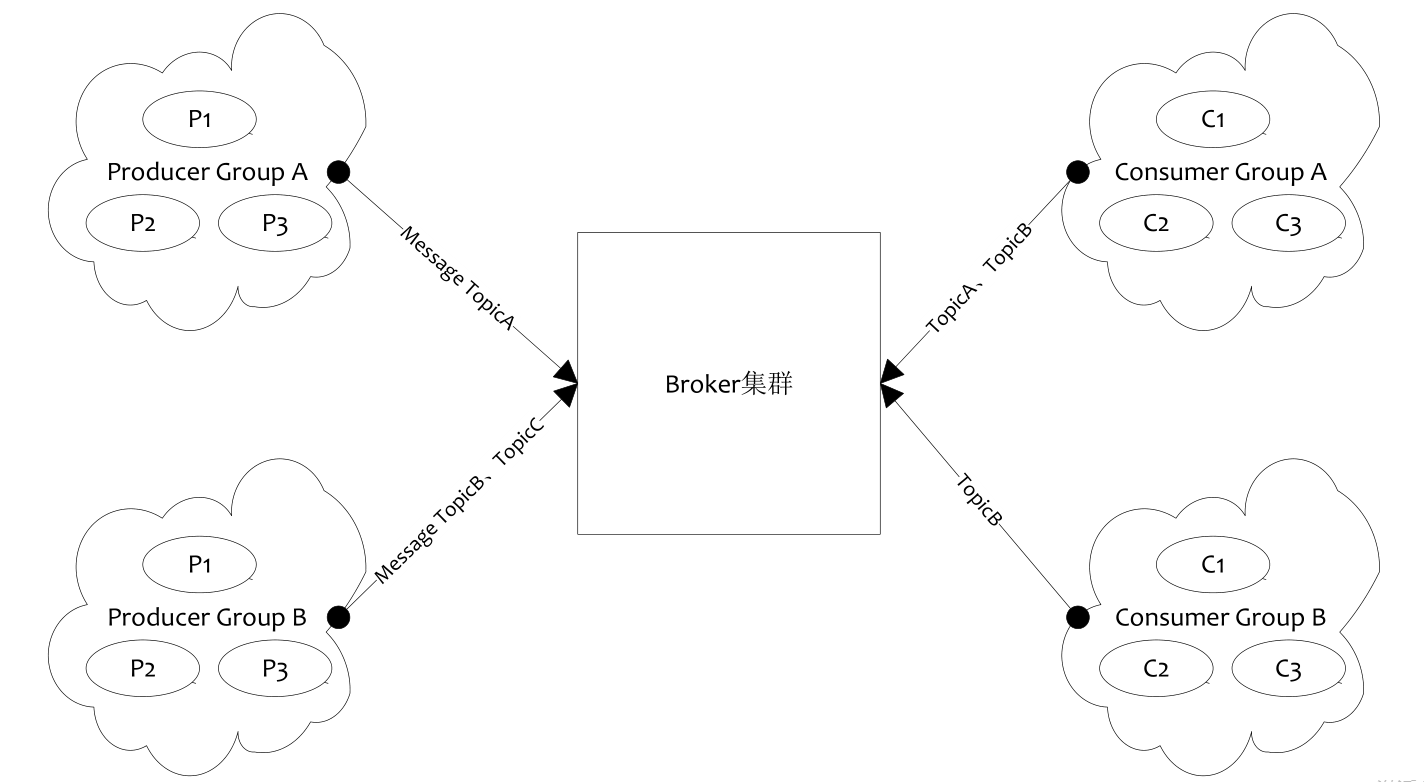 P1
Producer Group A
P2
P3
Message TopicA
C1
Consumer Group A
C2
C3
TopicA、TopicB
Broker集群
P1
Producer Group B
P2
P3
Message TopicB、TopicC
C1
Consumer Group B
C2
C3
TopicB